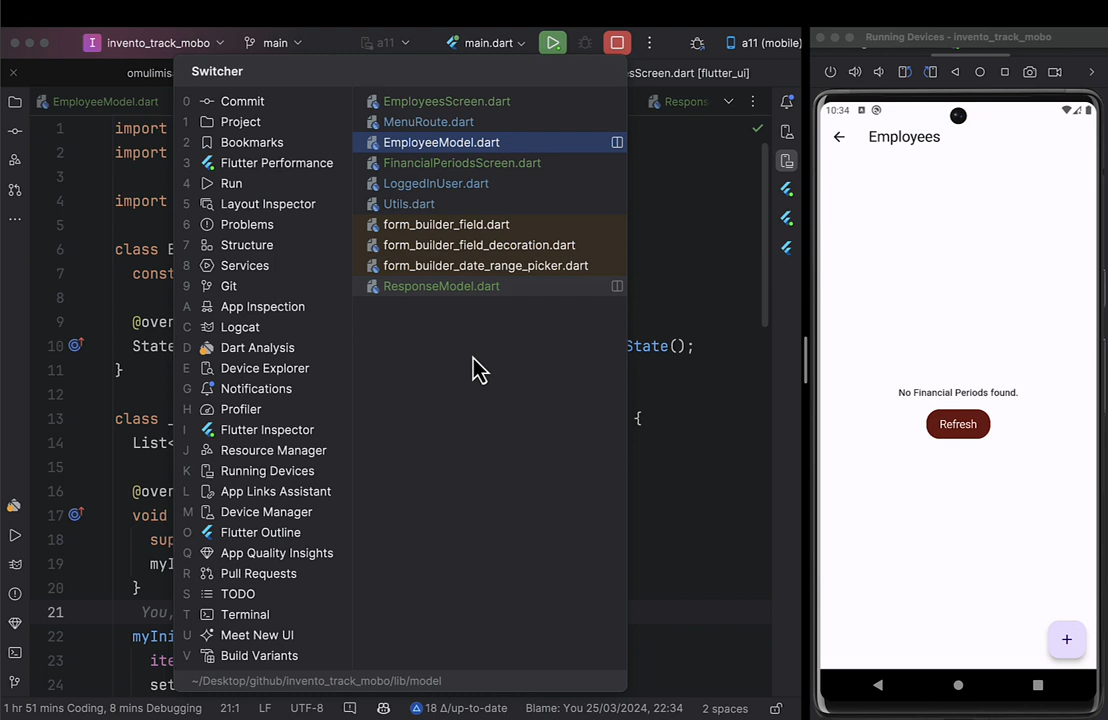 I invento_track_mobo main a11 main.dart a11 (mobile)
Running Devices - invento_track_mobo
omulimis
esScreen.dart [flutter_ui]
EmployeeModel.dart
Respons
Switcher
0 Commit
1 Project
2 Bookmarks
3 Flutter Performance
4 Run
5 Layout Inspector
6 Problems
7 Structure
8 Services
9 Git
A App Inspection
C Logcat
D Dart Analysis
E Device Explorer
G Notifications
H Profiler
I Flutter Inspector
J Resource Manager
K Running Devices
L App Links Assistant
M Device Manager
O Flutter Outline
Q App Quality Insights
R Pull Requests
S TODO
T Terminal
U Meet New UI
V Build Variants
EmployeesScreen.dart
MenuRoute.dart
EmployeeModel.dart
FinancialPeriodsScreen.dart
LoggedInUser.dart
Utils.dart
form_builder_field.dart
form_builder_field_decoration.dart
form_builder_date_range_picker.dart
ResponseModel.dart
~/Desktop/github/invento_track_mobo/lib/model
1 import
2 import
3
4 import
5
6 class E
7 const
8
9 @over
10 State State();
11 }
12
13 class _ {
14 List<
15
16 @over
17 void
18 sup
19 myI
20 }
21 You,
22 myIni
23 ite
24 set
1 hr 51 mins Coding, 8 mins Debugging 21:1 LF UTF-8 18 Δ/up-to-date Blame: You 25/03/2024, 22:34 2 spaces
10:34
Employees
No Financial Periods found.
Refresh
+